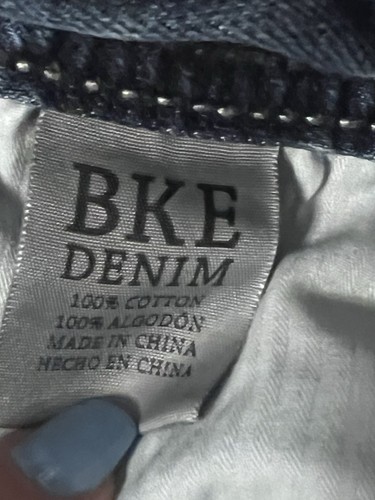 BKE
DENIM
100% COTTON
100% ALGODÓN
MADE IN CHINA
HECHO EN CHINA